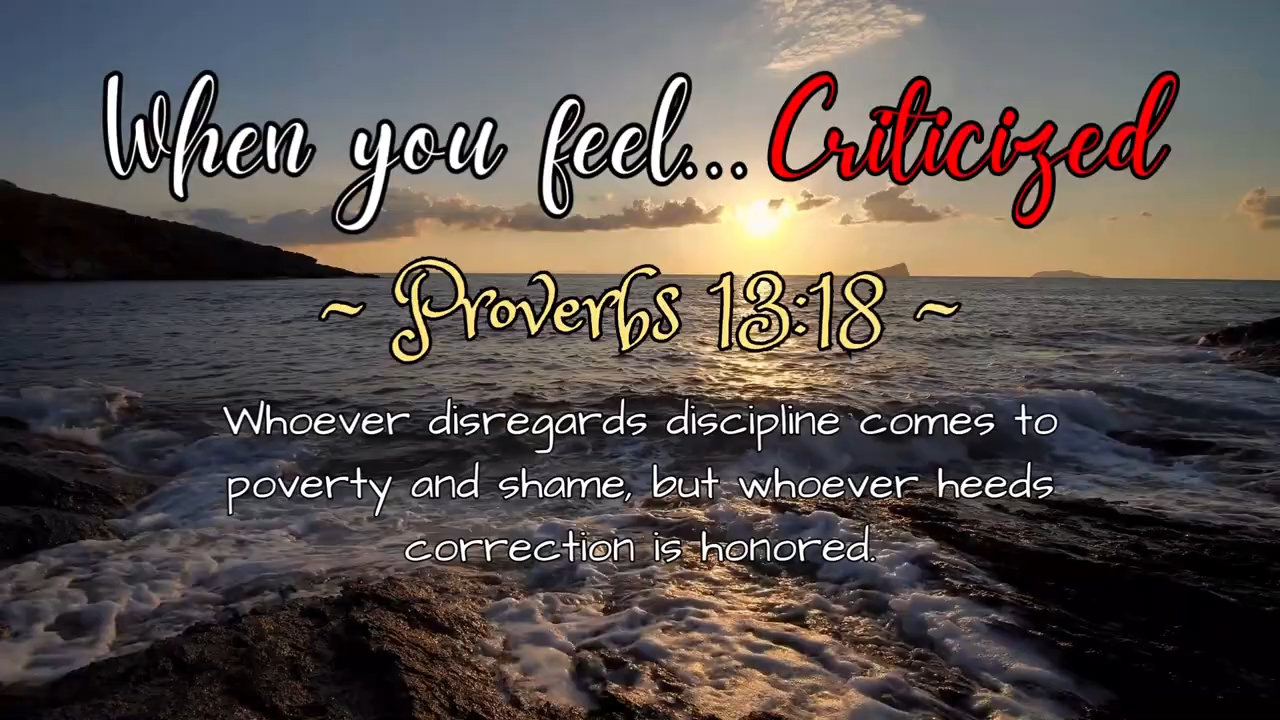 When you feel... Criticized
~ Proverbs 13:18 ~
Whoever disregards discipline comes to
poverty and shame, but whoever heeds
correction is honored.